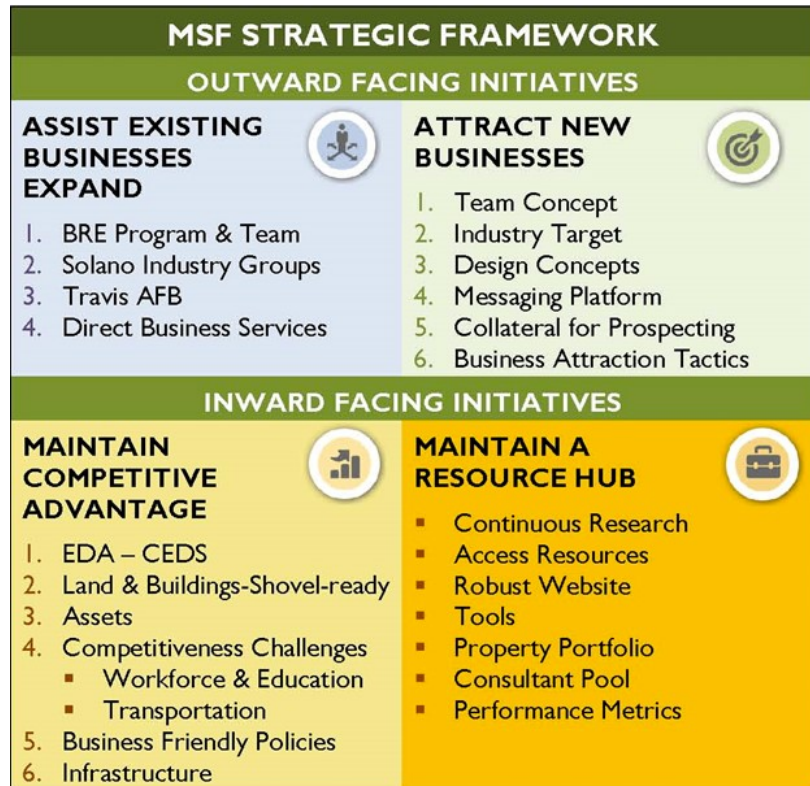 MSF STRATEGIC FRAMEWORK
OUTWARD FACING INITIATIVES
ASSIST EXISTING
BUSINESSES
EXPAND
1. BRE Program & Team
2. Solano Industry Groups
3. Travis AFB
4. Direct Business Services
ATTRACT NEW
BUSINESSES
1. Team Concept
2. Industry Target
3. Design Concepts
4. Messaging Platform
5. Collateral for Prospecting
6. Business Attraction Tactics
INWARD FACING INITIATIVES
MAINTAIN
COMPETITIVE
ADVANTAGE
1. EDA – CEDS
2. Land & Buildings-Shovel-ready
3. Assets
4. Competitiveness Challenges
▪ Workforce & Education
▪ Transportation
5. Business Friendly Policies
6. Infrastructure
MAINTAIN A
RESOURCE HUB
▪ Continuous Research
▪ Access Resources
▪ Robust Website
▪ Tools
▪ Property Portfolio
▪ Consultant Pool
▪ Performance Metrics